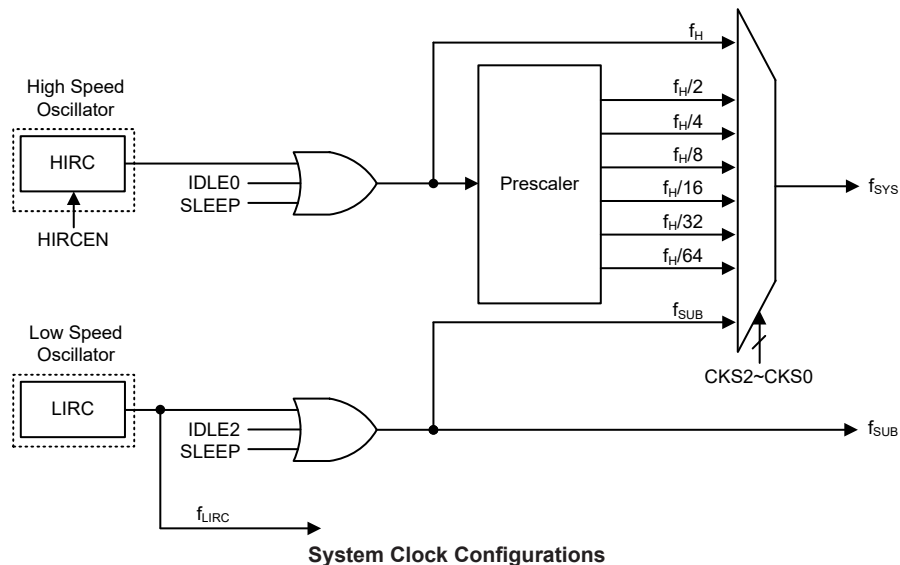 f_H
High Speed
Oscillator
f_H/2
f_H/4
HIRC
f_H/8
IDLE0
Prescaler
f_SYS
SLEEP
f_H/16
HIRCEN
f_H/32
f_H/64
f_SUB
Low Speed
Oscillator
CKS2~CKS0
LIRC
IDLE2
f_SUB
SLEEP
f_LIRC
System Clock Configurations